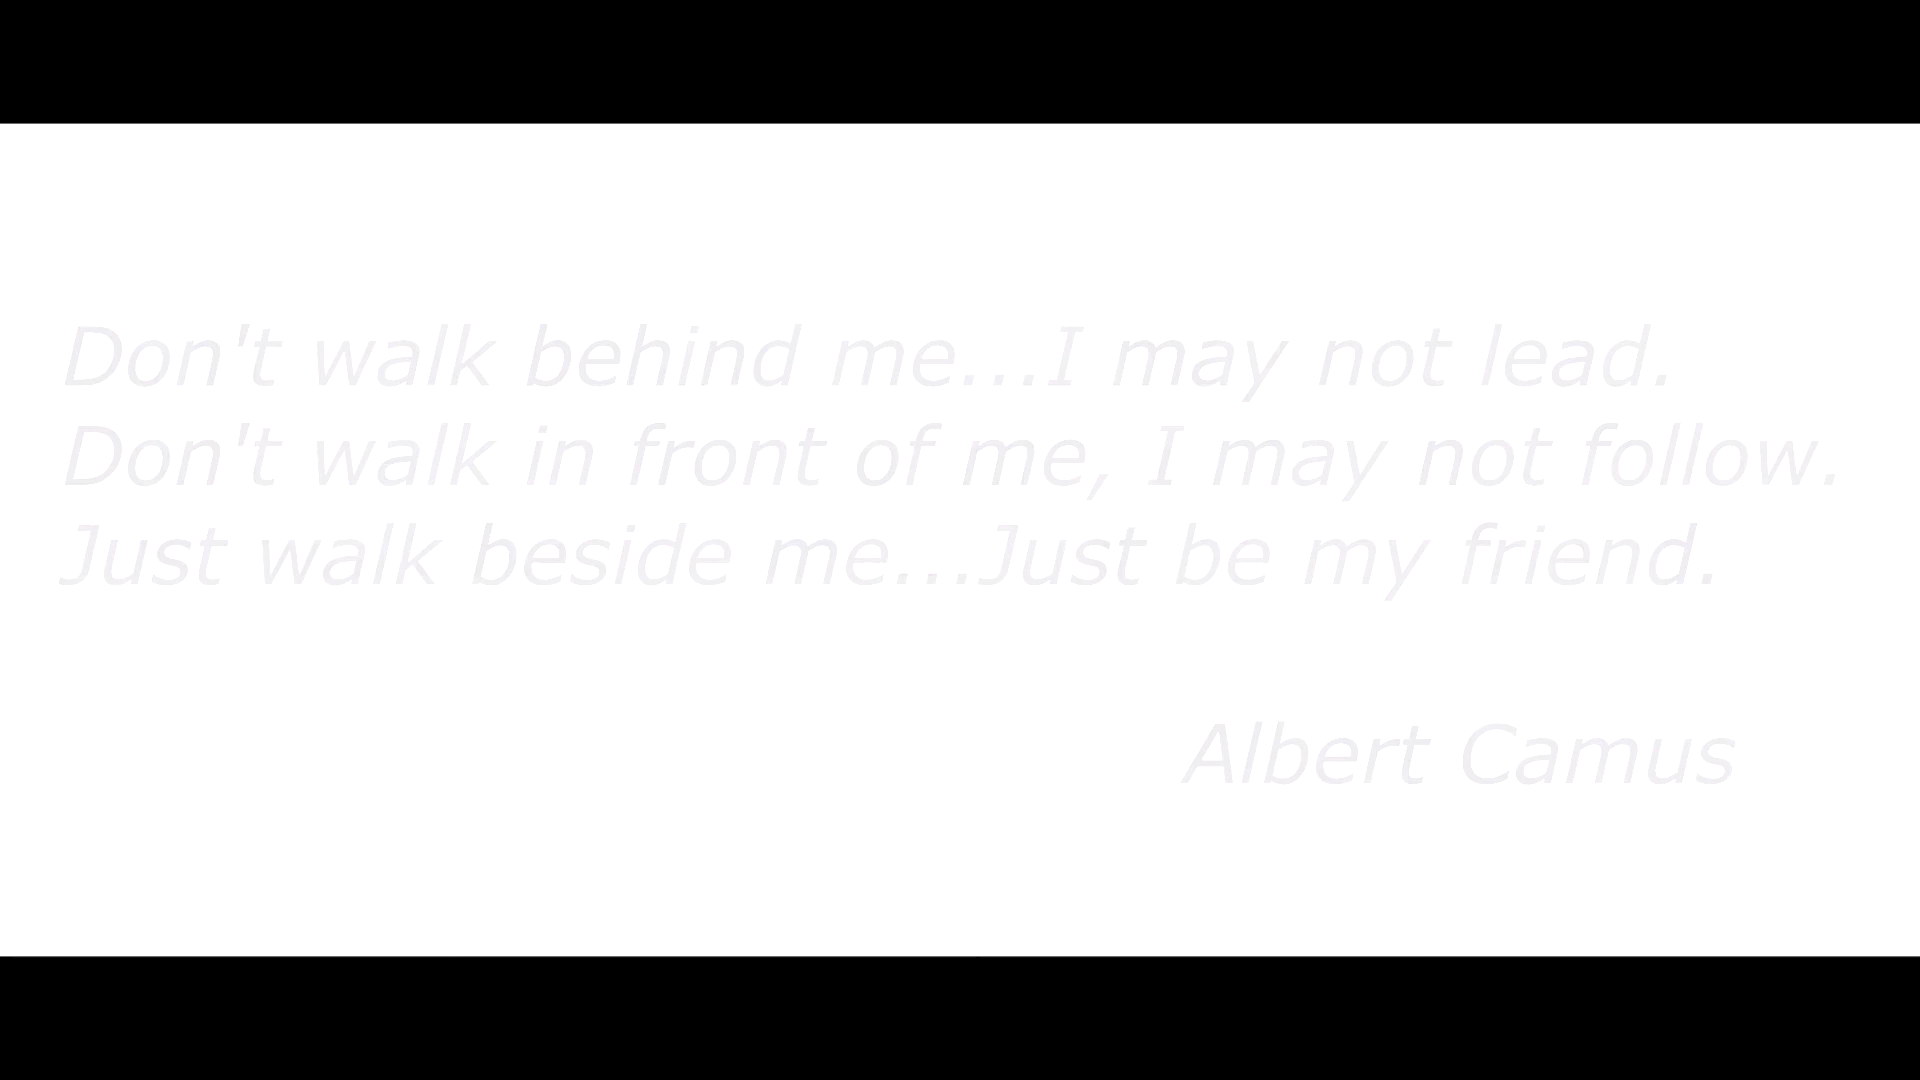 Don't walk behind me...I may not lead.
Don't walk in front of me, I may not follow.
Just walk beside me...Just be my friend.
Albert Camus